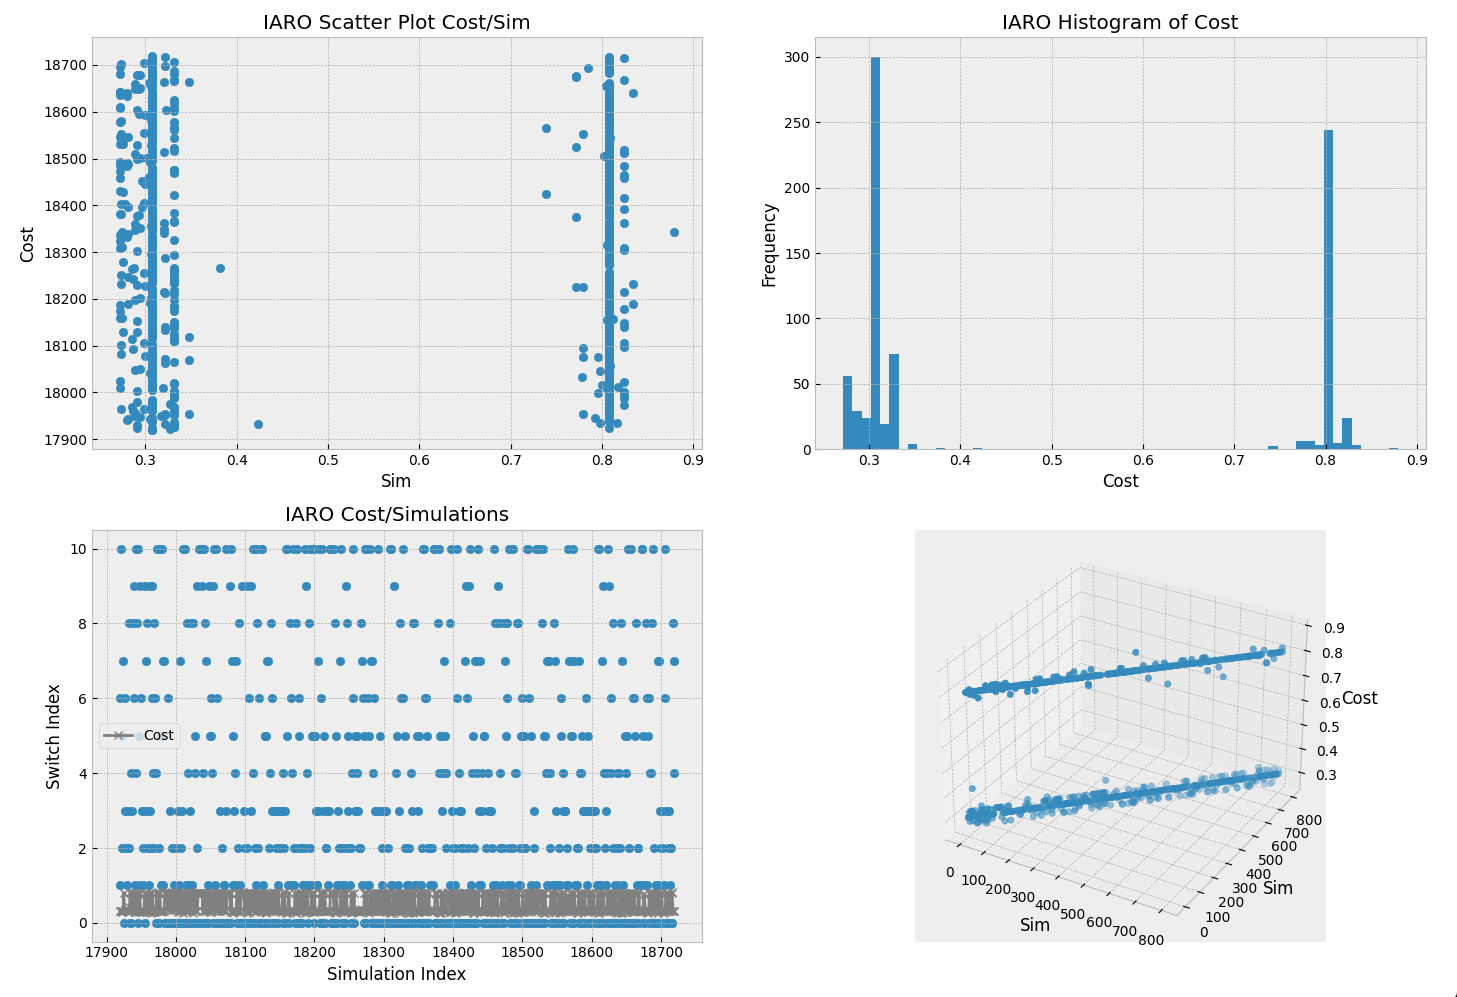 IARO Scatter Plot Cost/Sim
18700
18600
18500
18400
18300
18200
18100
18000
17900
Cost
0.3 0.4 0.5 0.6 0.7 0.8 0.9
Sim
IARO Histogram of Cost
300
250
200
150
100
50
0
Frequency
0.3 0.4 0.5 0.6 0.7 0.8 0.9
Cost
IARO Cost/Simulations
10
8
6
4
2
0
Switch Index
Cost
17900 18000 18100 18200 18300 18400 18500 18600 18700
Simulation Index
0.9
0.8
0.7
0.6
0.5
0.4
0.3
Cost
800
700
600
500
400
300
200
100
0
Sim
0 100 200 300 400 500 600 700 800
Sim